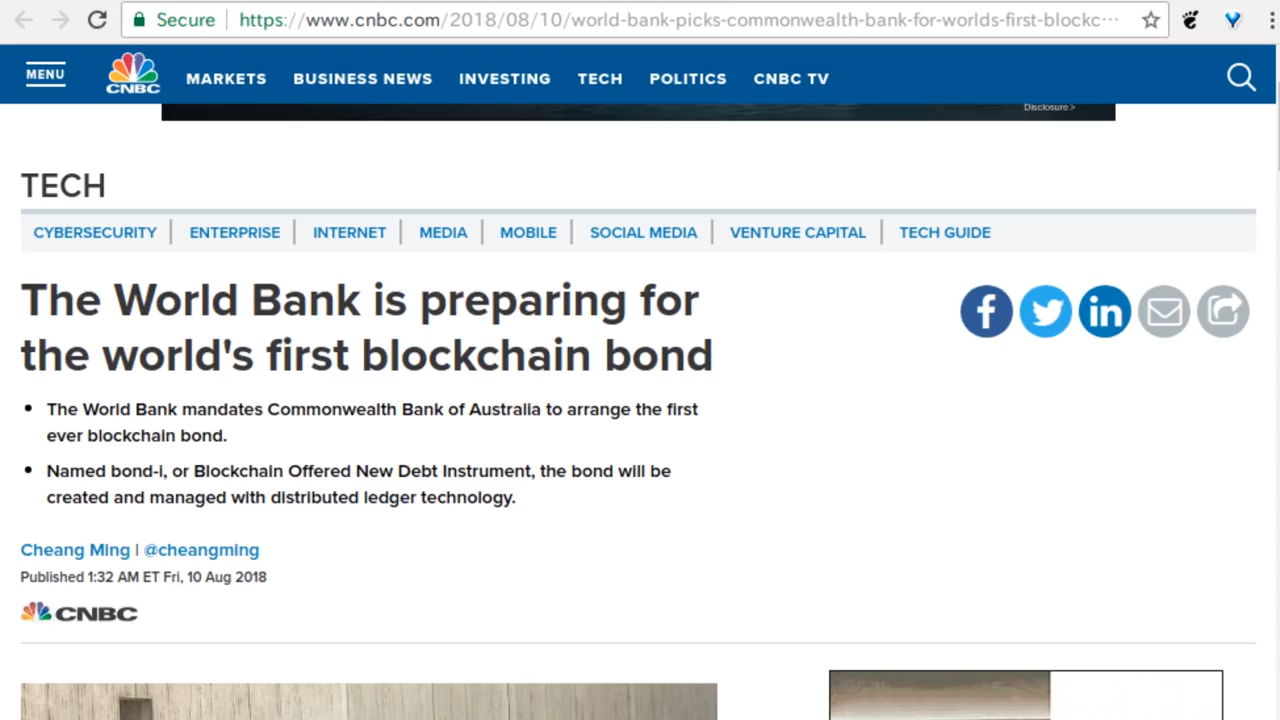 Secure https://www.cnbc.com/2018/08/10/world-bank-picks-commonwealth-bank-for-worlds-first-blockc···
MENU CNBC MARKETS BUSINESS NEWS INVESTING TECH POLITICS CNBC TV
Disclosure >
TECH
CYBERSECURITY | ENTERPRISE | INTERNET | MEDIA | MOBILE | SOCIAL MEDIA | VENTURE CAPITAL | TECH GUIDE
The World Bank is preparing for
the world's first blockchain bond
• The World Bank mandates Commonwealth Bank of Australia to arrange the first
ever blockchain bond.
• Named bond-i, or Blockchain Offered New Debt Instrument, the bond will be
created and managed with distributed ledger technology.
Cheang Ming | @cheangming
Published 1:32 AM ET Fri, 10 Aug 2018
CNBC